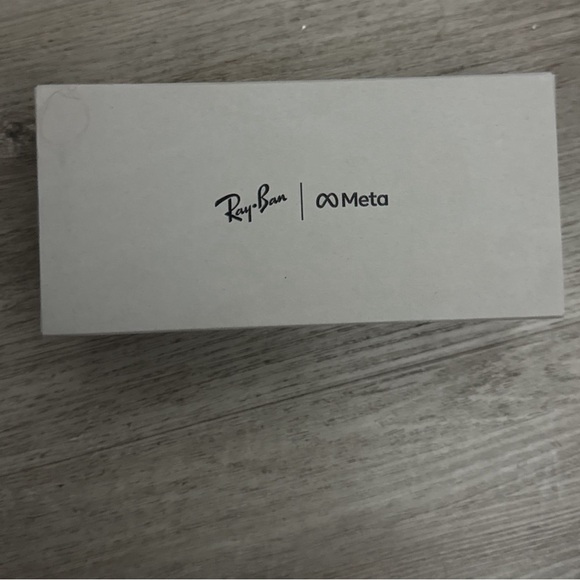 Ray-Ban | ∞ Meta